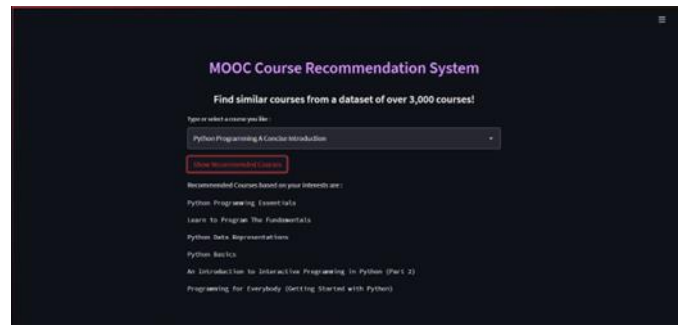 MOOC Course Recommendation System
Find similar courses from a dataset of over 3,000 courses!
Type or select a course you like :
Python Programming A Concise Introduction
Show Recommended Courses
Recommended Courses based on your interests are :
Python Programming Essentials
Learn to Program The Fundamentals
Python Data Representations
Python Basics
An Introduction to Interactive Programming in Python (Part 2)
Programming for Everybody (Getting Started with Python)